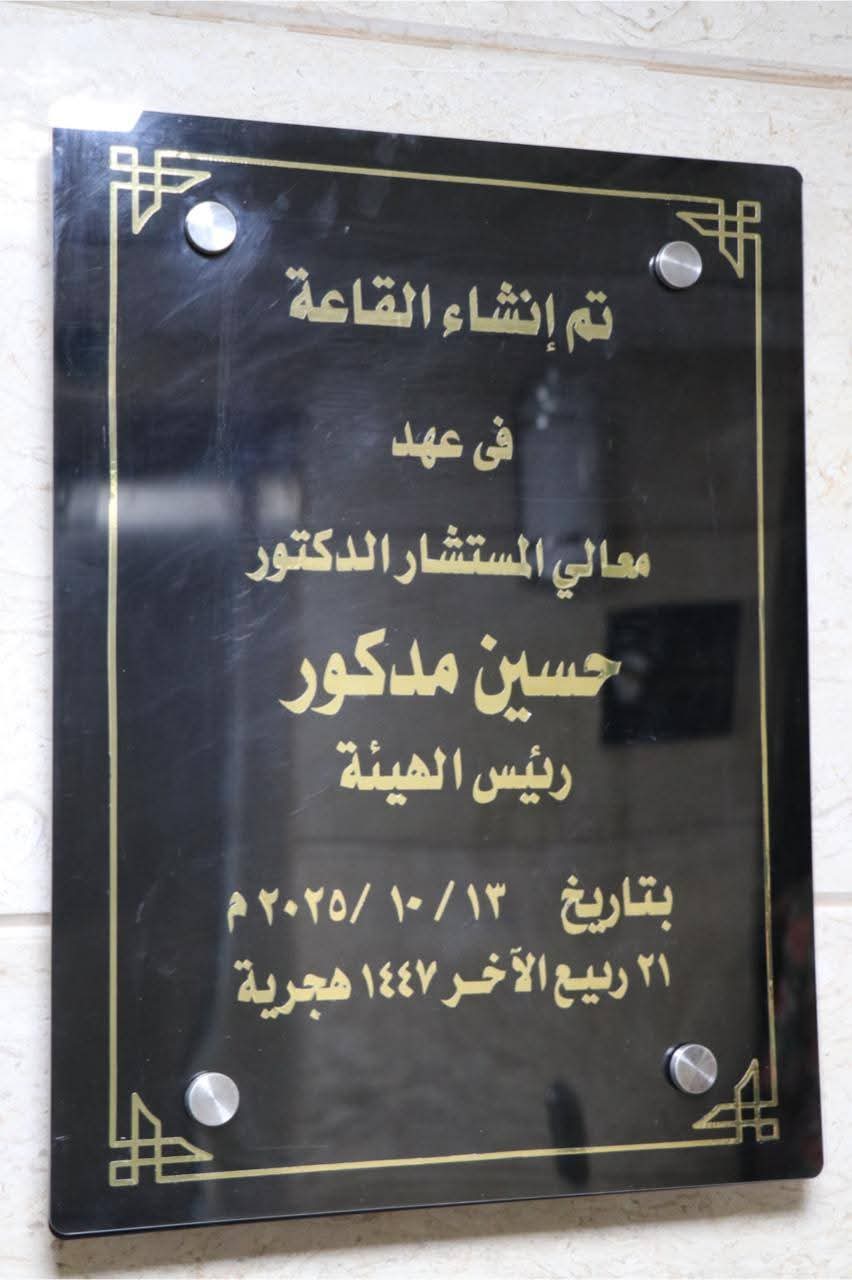 تم إنشاء القاعة
فى عهد
معالي المستشار الدكتور
حسين مدكور
رئيس الهيئة
بتاريخ ١٣ / ١٠ /٢٠٢٥ م
٢١ ربيع الآخر ١٤٤٧ هجرية